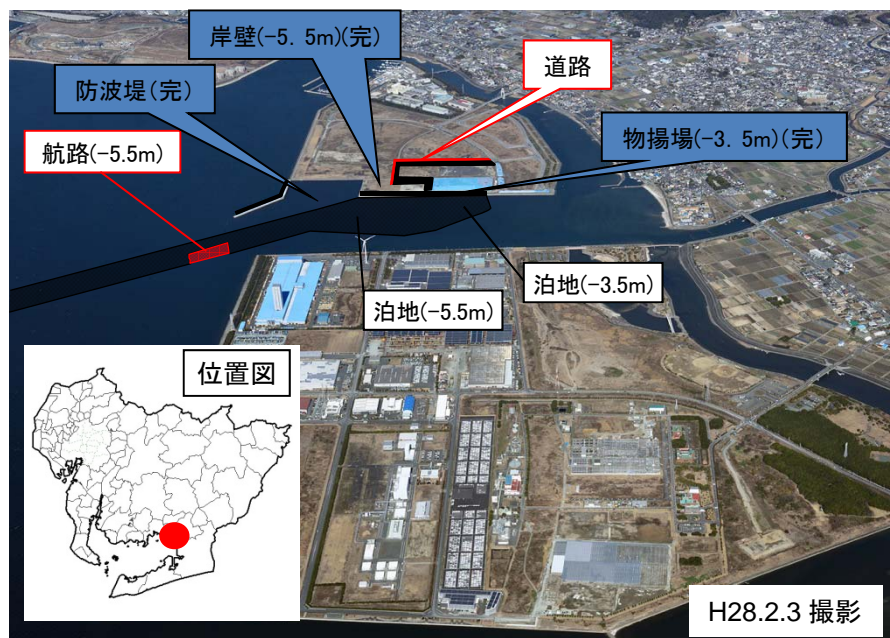 岸壁(-5. 5m)(完)
道路
防波堤(完)
物揚場(-3. 5m)(完)
航路(-5.5m)
泊地(-5.5m)
泊地(-3.5m)
位置図
H28.2.3 撮影